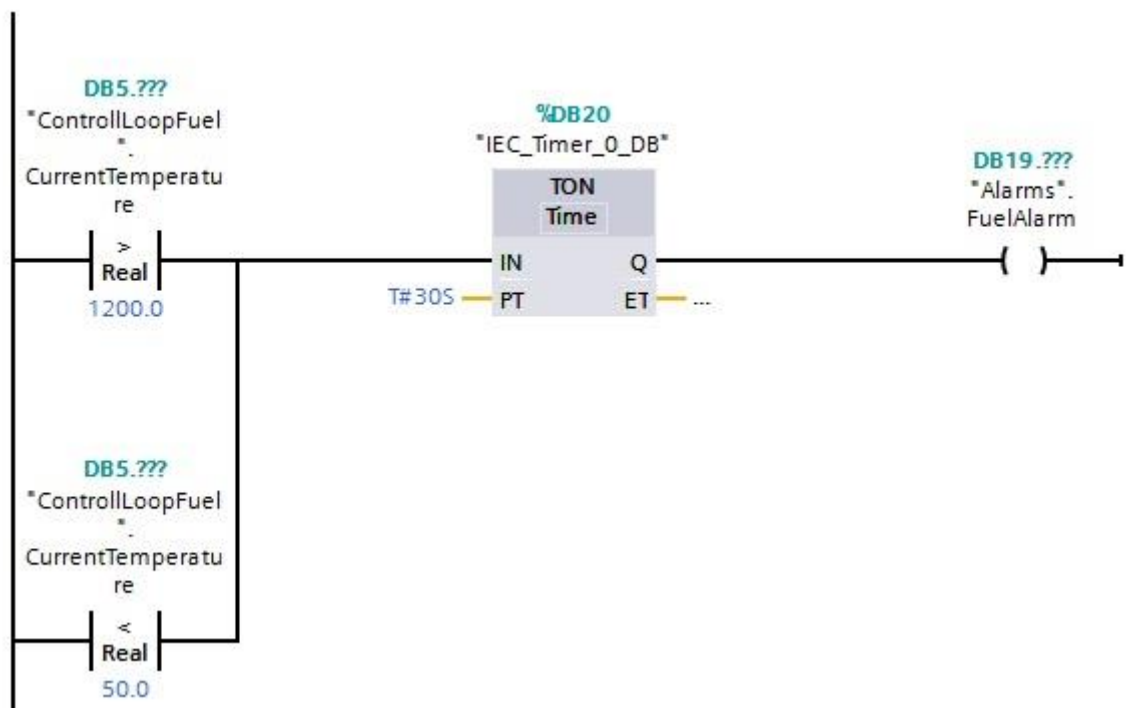 DB5.???
"ControllLoopFuel
".
CurrentTemperatu
re
>
Real
1200.0
%DB20
"IEC_Timer_0_DB"
TON
Time
IN Q
T#30S PT ET ...
DB19.???
"Alarms".
FuelAlarm
( )
DB5.???
"ControllLoopFuel
".
CurrentTemperatu
re
<
Real
50.0